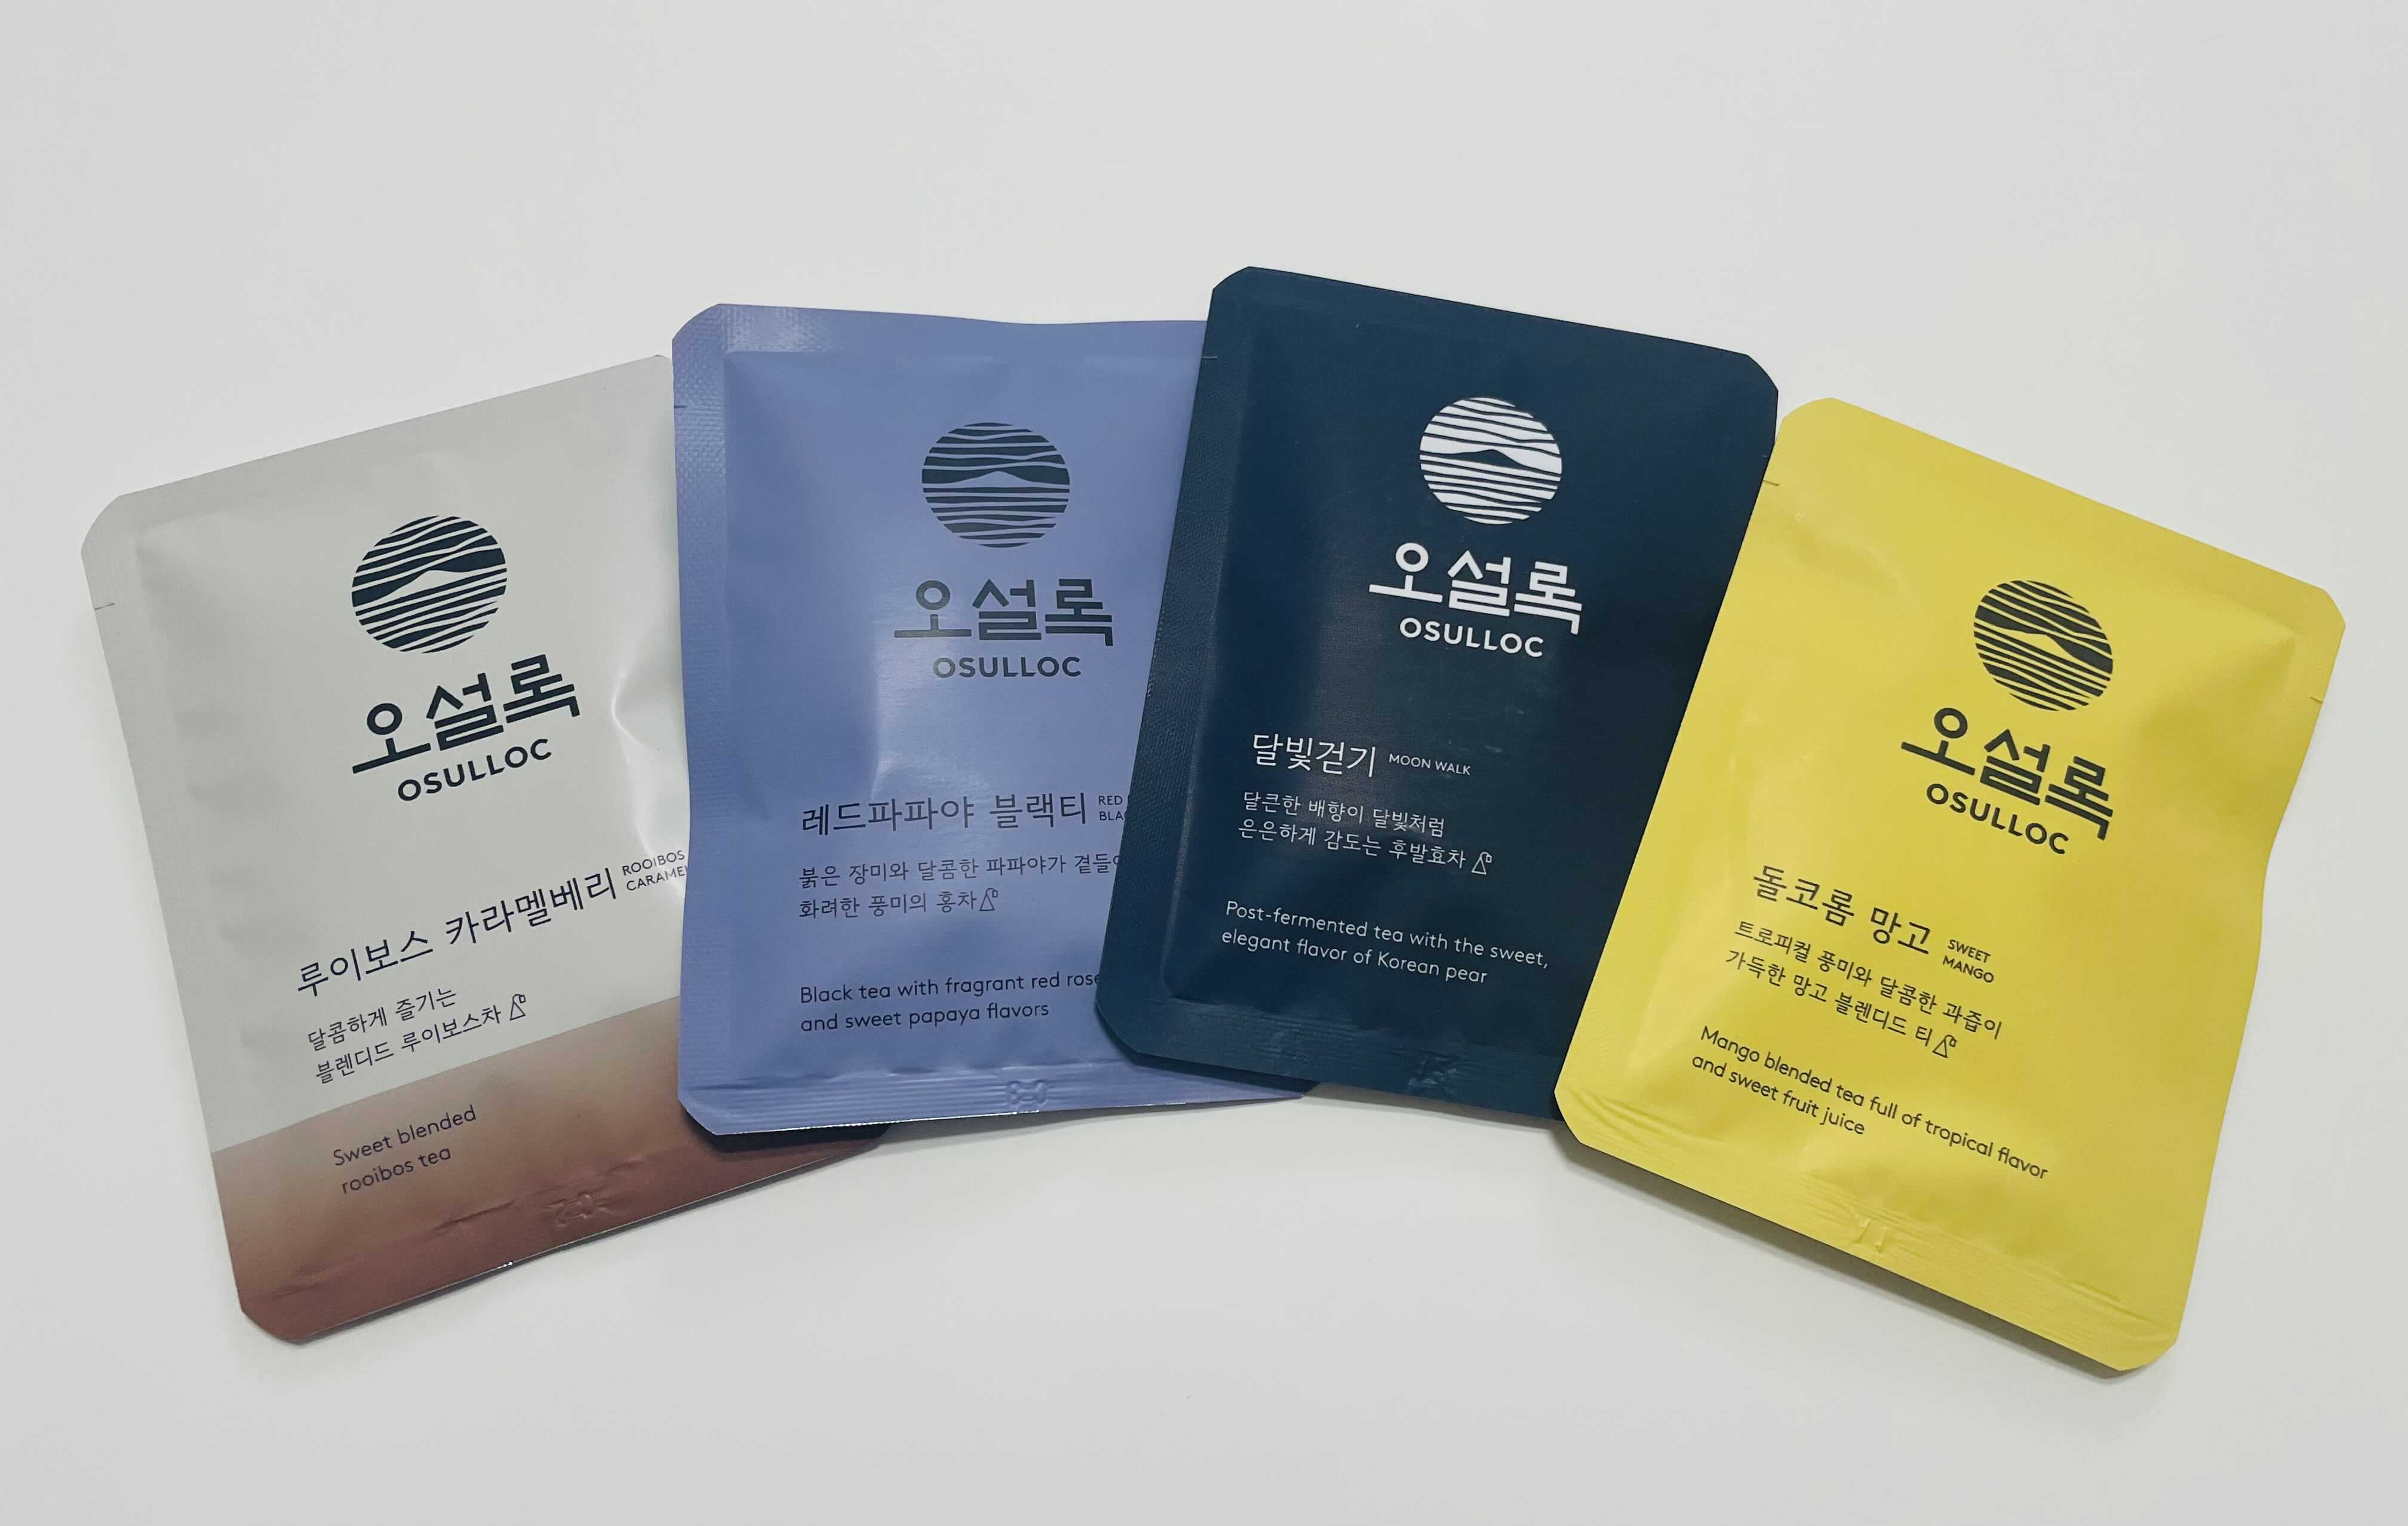 오설록
OSULLOC
루이보스 카라멜베리
ROOIBOS
달콤하게 즐기는
블렌디드 루이보스차
Sweet blended
rooibos tea
오설록
OSULLOC
레드파파야 블랙티
RED
붉은 장미와 달콤한 파파야가
화려한 풍미의 홍차
Black tea with fragrant red rose
and sweet papaya flavors
오설록
OSULLOC
달빛걷기 MOON WALK
달큰한 배향이 달빛처럼
은은하게 감도는 후발효차
Post-fermented tea with the sweet,
elegant flavor of Korean pear
오설록
OSULLOC
돌코롬 망고
SWEET
MANGO
트로피컬 풍미와 달콤한 과즙이
가득한 망고 블렌디드 티
Mango blended tea full of tropical flavor
and sweet fruit juice